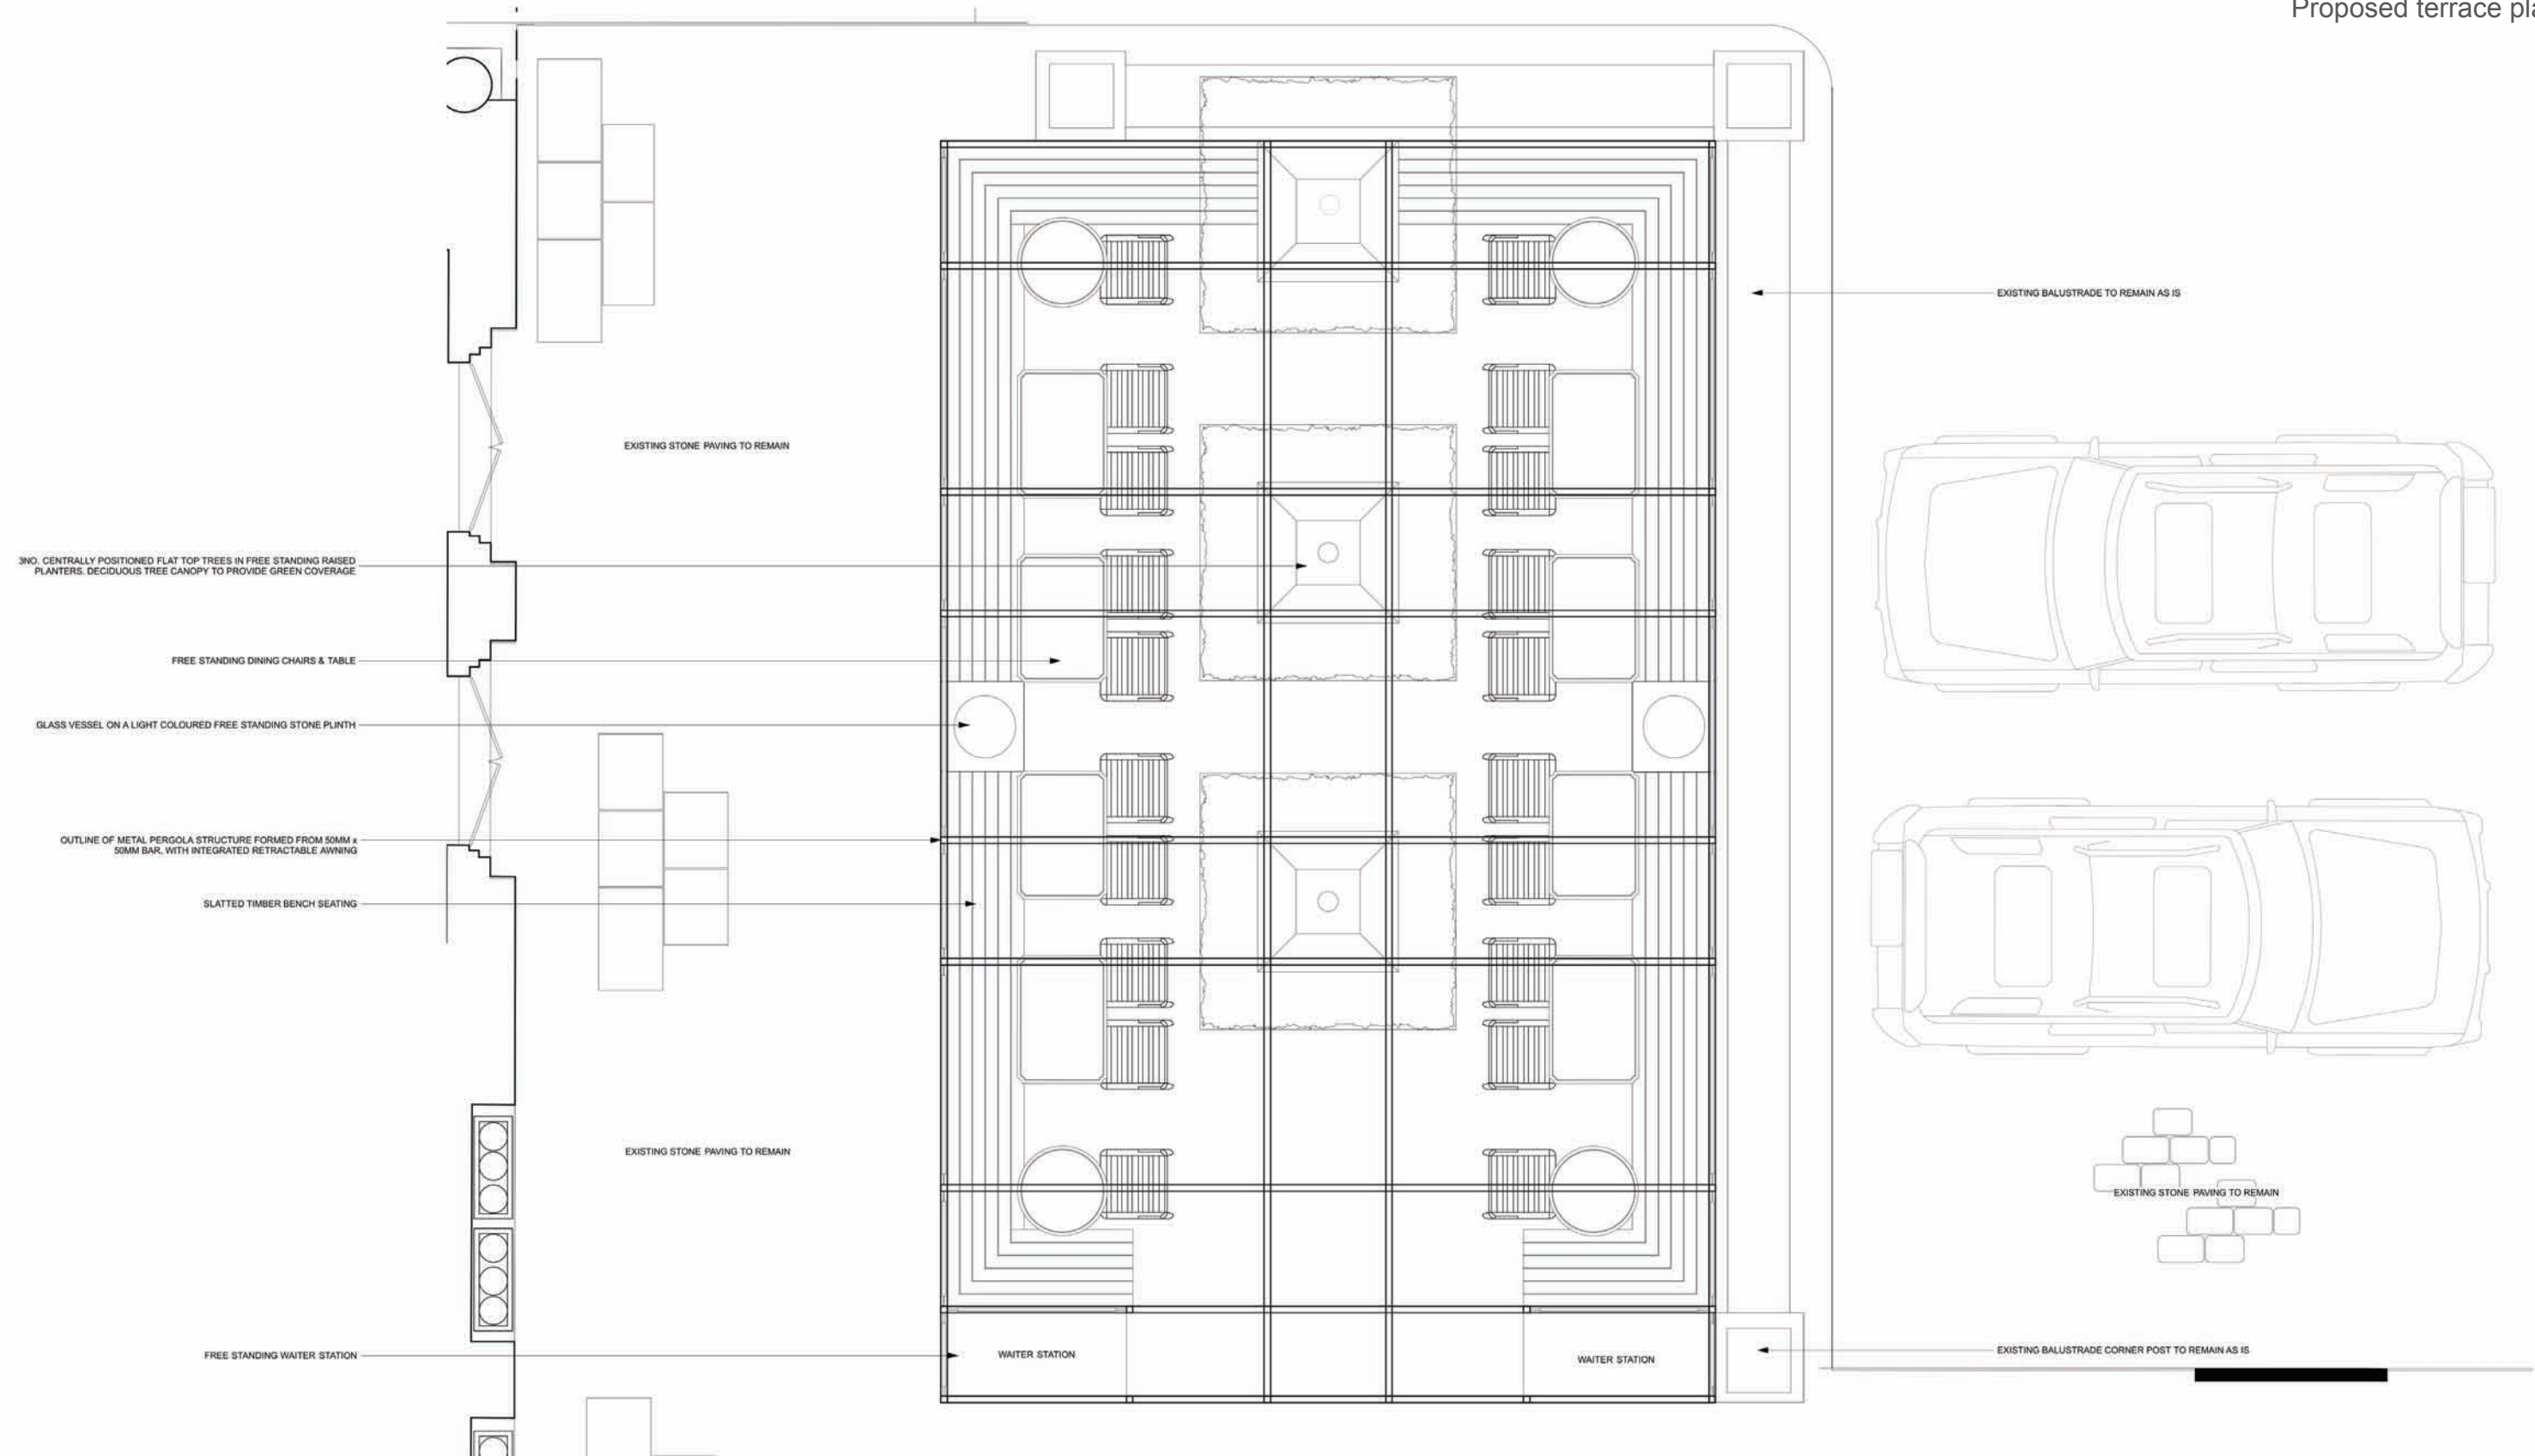 Proposed terrace pla
EXISTING BALUSTRADE TO REMAIN AS IS
EXISTING STONE PAVING TO REMAIN
3NO. CENTRALLY POSITIONED FLAT TOP TREES IN FREE STANDING RAISED
PLANTERS. DECIDUOUS TREE CANOPY TO PROVIDE GREEN COVERAGE
FREE STANDING DINING CHAIRS & TABLE
GLASS VESSEL ON A LIGHT COLOURED FREE STANDING STONE PLINTH
OUTLINE OF METAL PERGOLA STRUCTURE FORMED FROM 50MM x
50MM BAR, WITH INTEGRATED RETRACTABLE AWNING
SLATTED TIMBER BENCH SEATING
EXISTING STONE PAVING TO REMAIN
EXISTING STONE PAVING TO REMAIN
FREE STANDING WAITER STATION
WAITER STATION
WAITER STATION
EXISTING BALUSTRADE CORNER POST TO REMAIN AS IS